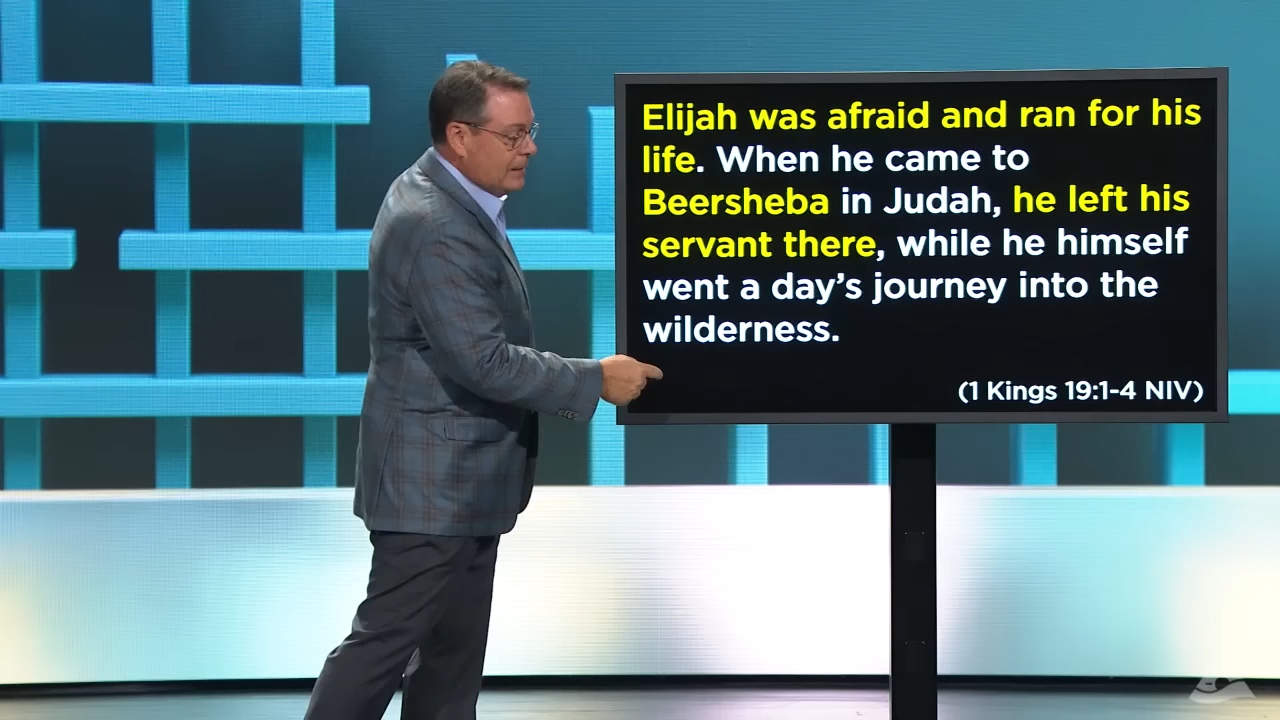 Elijah was afraid and ran for his
life. When he came to
Beersheba in Judah, he left his
servant there, while he himself
went a day’s journey into the
wilderness.
(1 Kings 19:1-4 NIV)